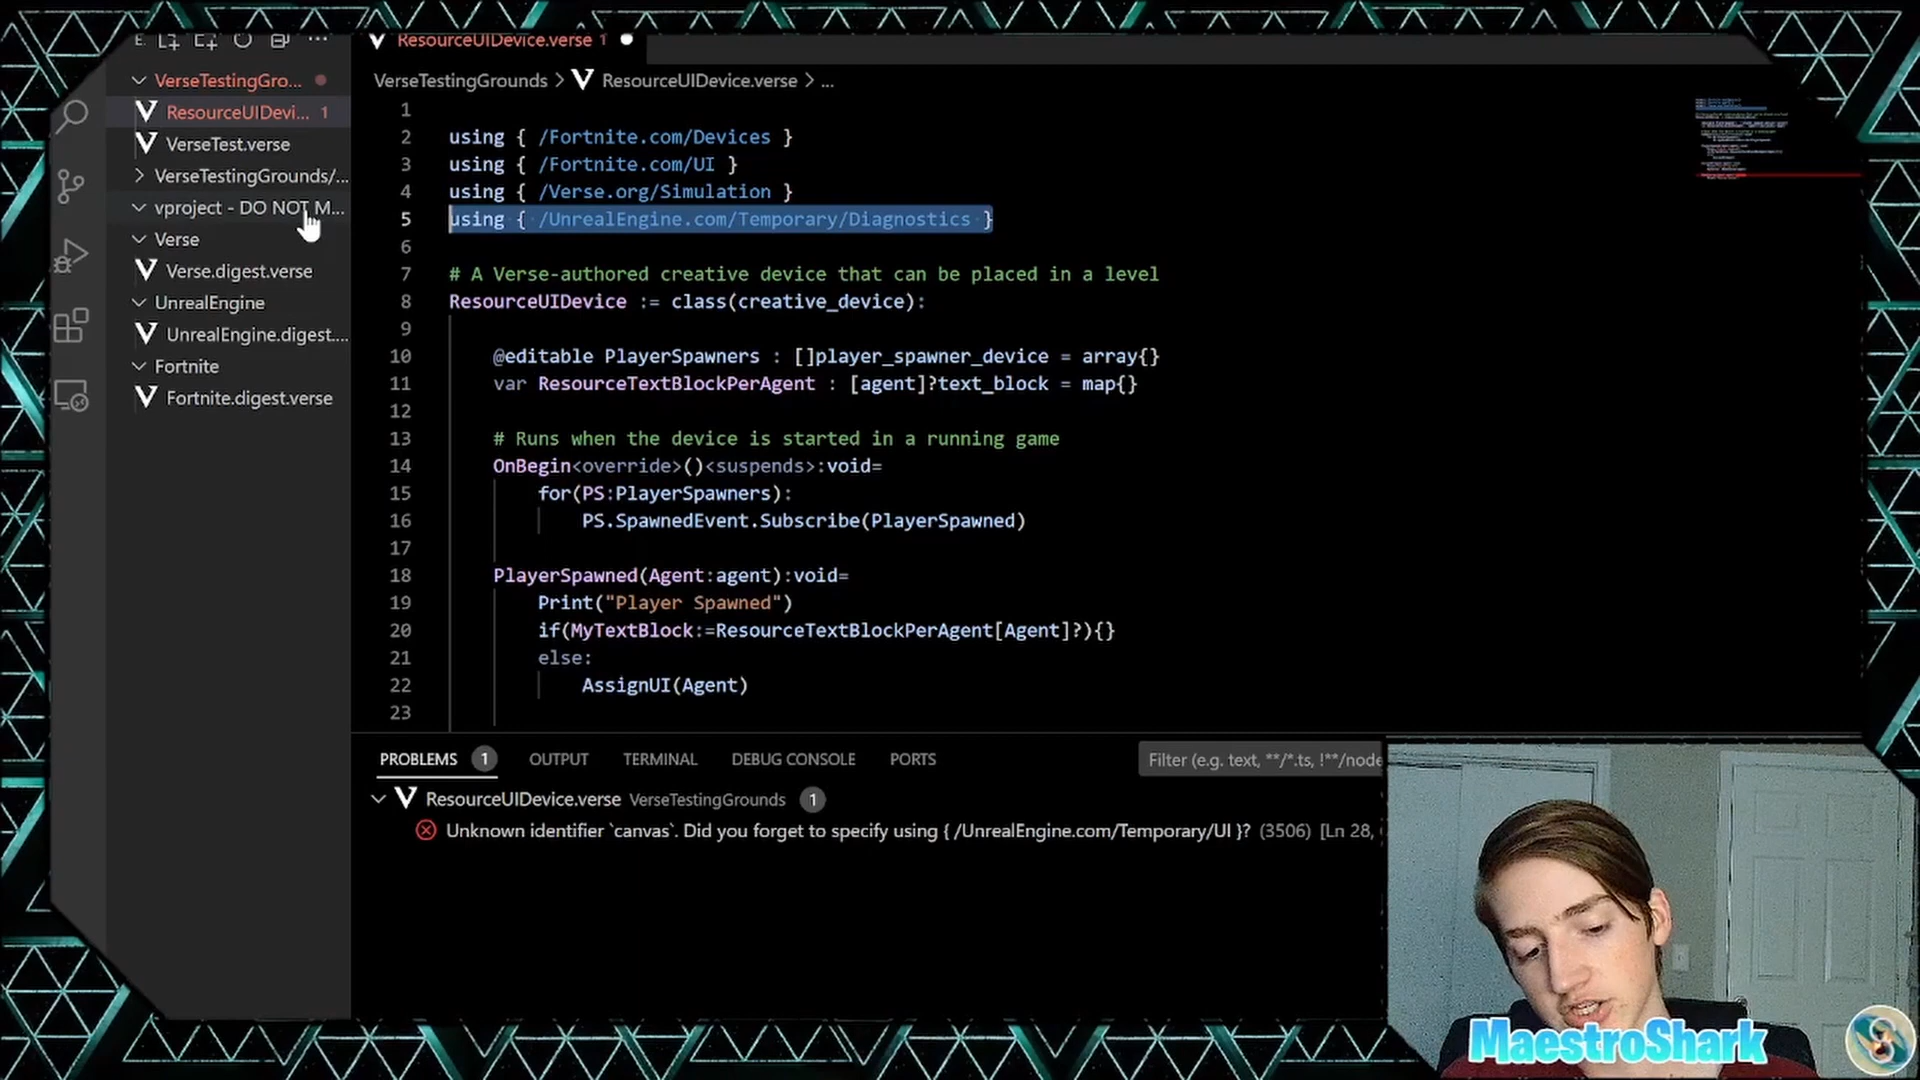 E.
ResourceUIDevice.verse 1
VerseTestingGro...
ResourceUIDevi... 1
VerseTest.verse
VerseTestingGrounds/...
vproject - DO NOT M...
Verse
Verse.digest.verse
UnrealEngine
UnrealEngine.digest....
Fortnite
Fortnite.digest.verse
VerseTestingGrounds > ResourceUIDevice.verse > ...
1
2 using { /Fortnite.com/Devices }
3 using { /Fortnite.com/UI }
4 using { /Verse.org/Simulation }
5 using { /UnrealEngine.com/Temporary/Diagnostics }
6
7 # A Verse-authored creative device that can be placed in a level
8 ResourceUIDevice := class(creative_device):
9
10 @editable PlayerSpawners : []player_spawner_device = array{}
11 var ResourceTextBlockPerAgent : [agent]?text_block = map{}
12
13 # Runs when the device is started in a running game
14 OnBegin<override>()<suspends>:void=
15 for(PS:PlayerSpawners):
16 PS.SpawnedEvent.Subscribe(PlayerSpawned)
17
18 PlayerSpawned(Agent:agent):void=
19 Print("Player Spawned")
20 if(MyTextBlock:=ResourceTextBlockPerAgent[Agent]?){}
21 else:
22 AssignUI(Agent)
23
PROBLEMS 1 OUTPUT TERMINAL DEBUG CONSOLE PORTS Filter (e.g. text, **/*.ts, !**/node
ResourceUIDevice.verse VerseTestingGrounds 1
Unknown identifier `canvas`. Did you forget to specify using { /UnrealEngine.com/Temporary/UI }? (3506) [Ln 28,
MaestroShark